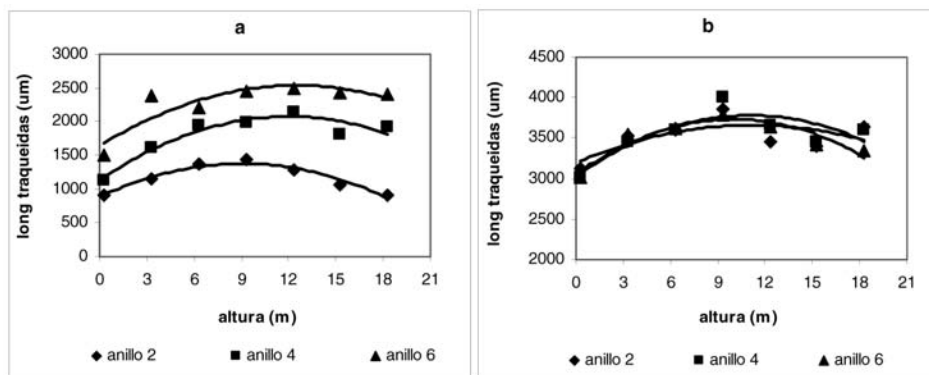 a
long traqueidas (um)
3000
2500
2000
1500
1000
500
0
0 3 6 9 12 15 18 21
altura (m)
anillo 2 anillo 4 anillo 6
b
long traqueidas (um)
4500
4000
3500
3000
2500
2000
0 3 6 9 12 15 18 21
altura (m)
anillo 2 anillo 4 anillo 6